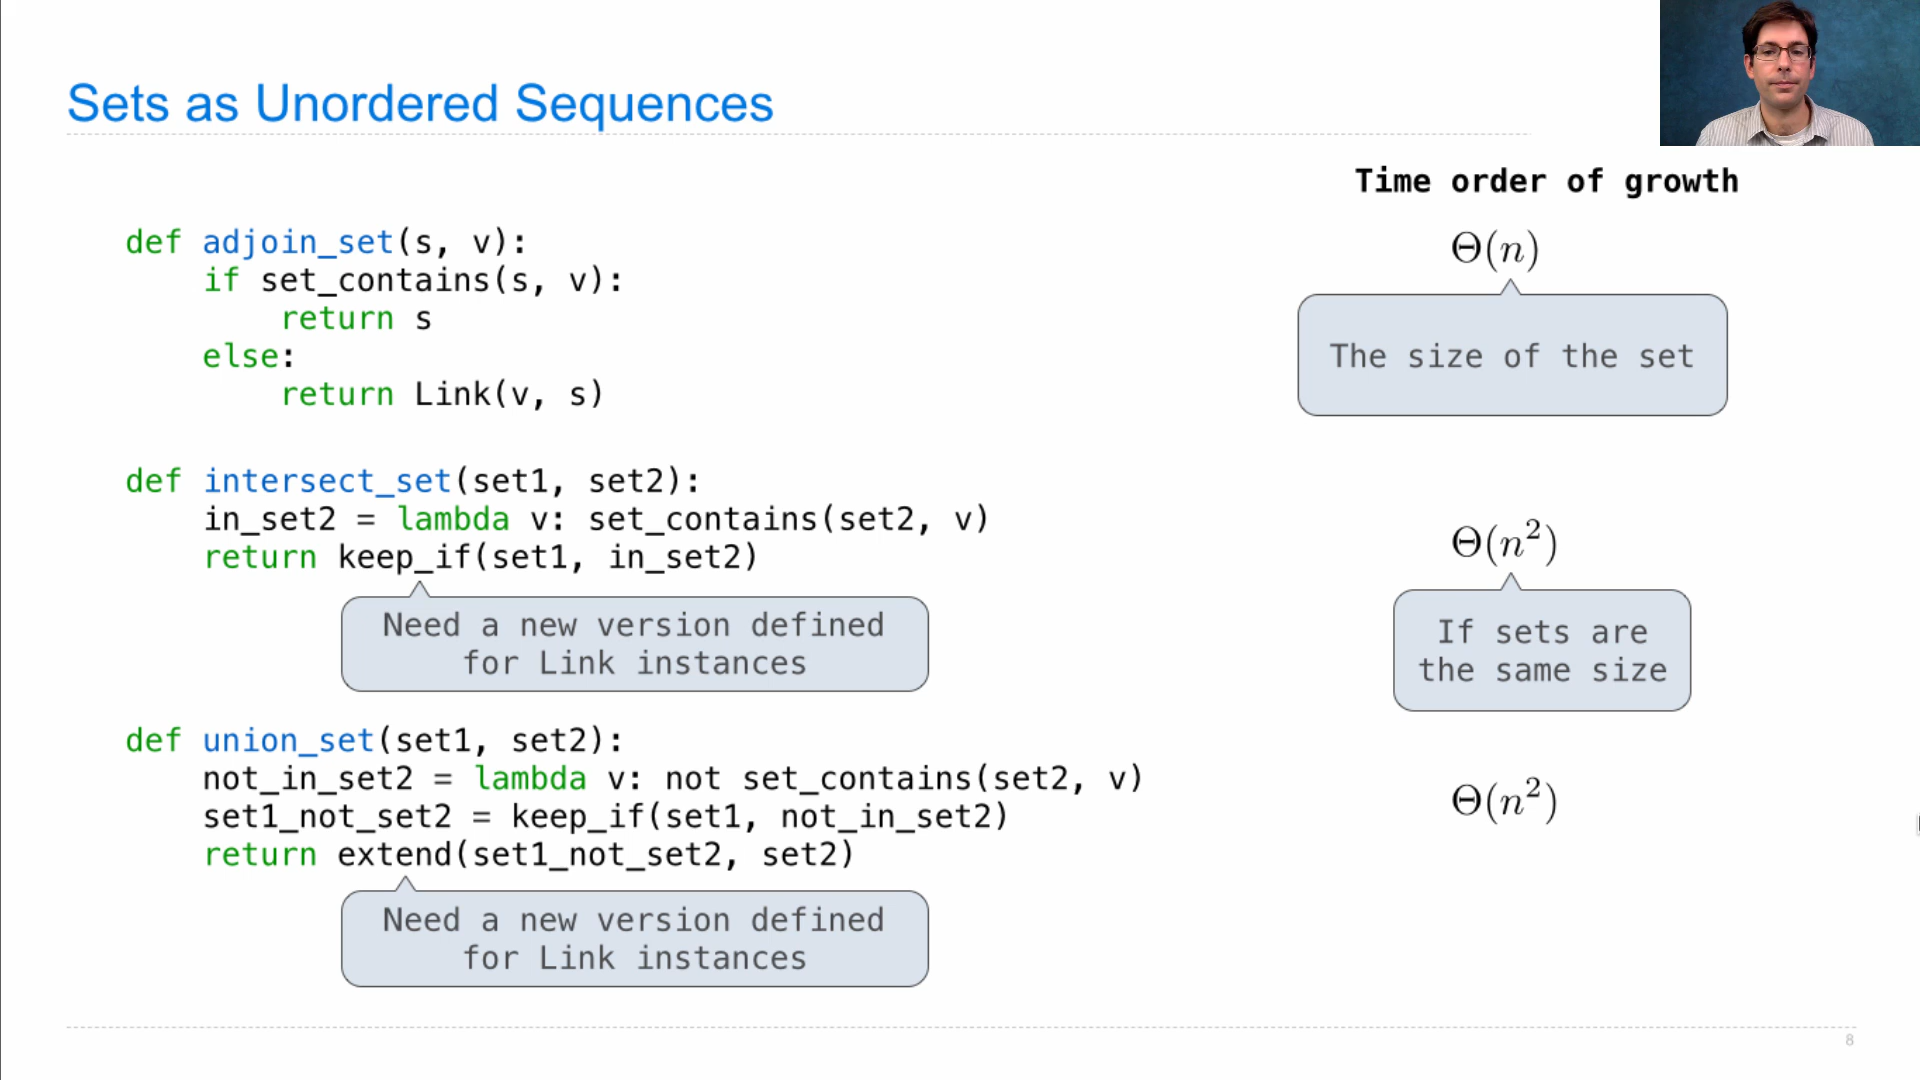 Sets as Unordered Sequences
Time order of growth
def adjoin_set(s, v):
    if set_contains(s, v):
        return s
    else:
        return Link(v, s)
Θ(n)
The size of the set
def intersect_set(set1, set2):
    in_set2 = lambda v: set_contains(set2, v)
    return keep_if(set1, in_set2)
Need a new version defined
for Link instances
Θ(n²)
If sets are
the same size
def union_set(set1, set2):
    not_in_set2 = lambda v: not set_contains(set2, v)
    set1_not_set2 = keep_if(set1, not_in_set2)
    return extend(set1_not_set2, set2)
Θ(n²)
Need a new version defined
for Link instances
8